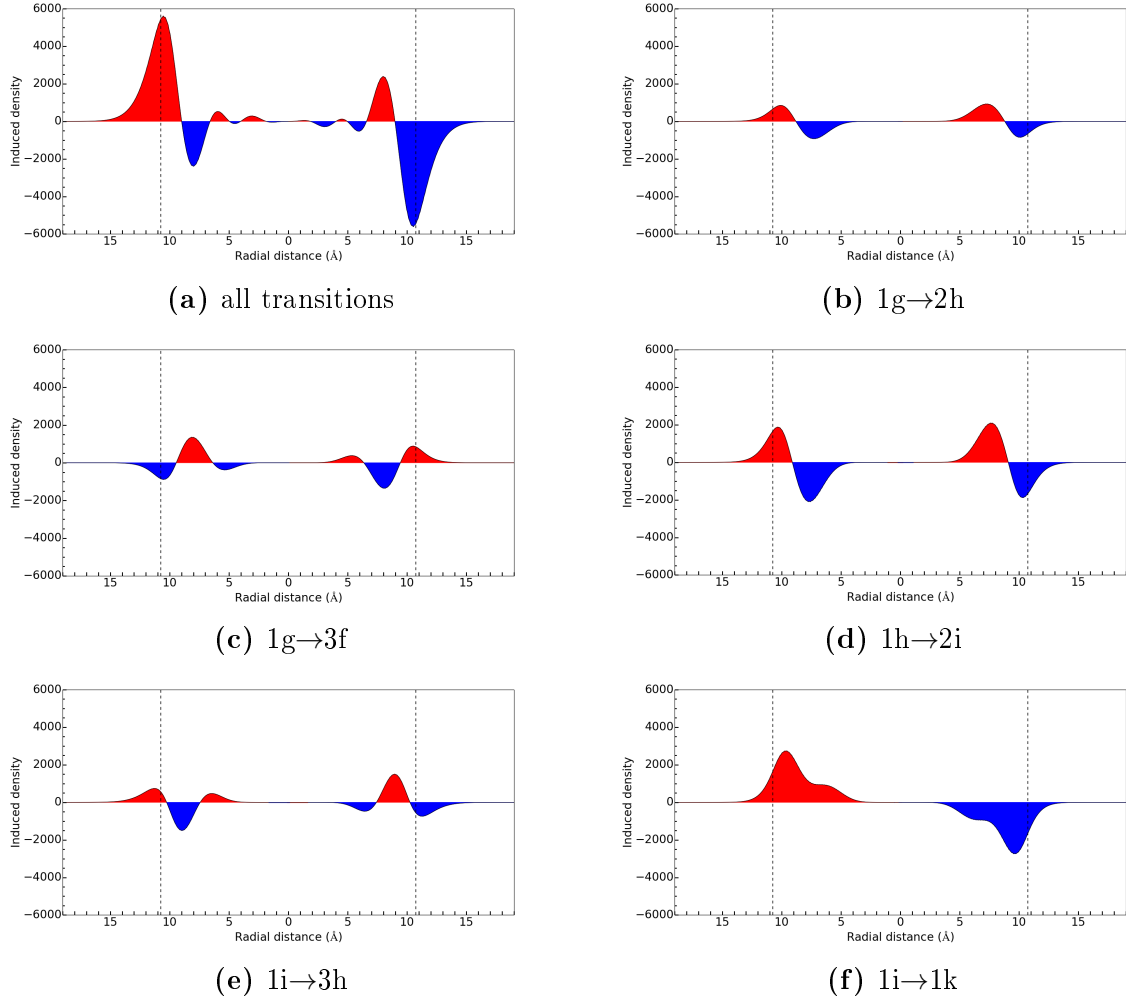 6000
4000
2000
0
−2000
−4000
−6000
Induced density
15 10 5 0 5 10 15
Radial distance (Å)
(a) all transitions
6000
4000
2000
0
−2000
−4000
−6000
Induced density
15 10 5 0 5 10 15
Radial distance (Å)
(b) 1g→2h
6000
4000
2000
0
−2000
−4000
−6000
Induced density
15 10 5 0 5 10 15
Radial distance (Å)
(c) 1g→3f
6000
4000
2000
0
−2000
−4000
−6000
Induced density
15 10 5 0 5 10 15
Radial distance (Å)
(d) 1h→2i
6000
4000
2000
0
−2000
−4000
−6000
Induced density
15 10 5 0 5 10 15
Radial distance (Å)
(e) 1i→3h
6000
4000
2000
0
−2000
−4000
−6000
Induced density
15 10 5 0 5 10 15
Radial distance (Å)
(f) 1i→1k